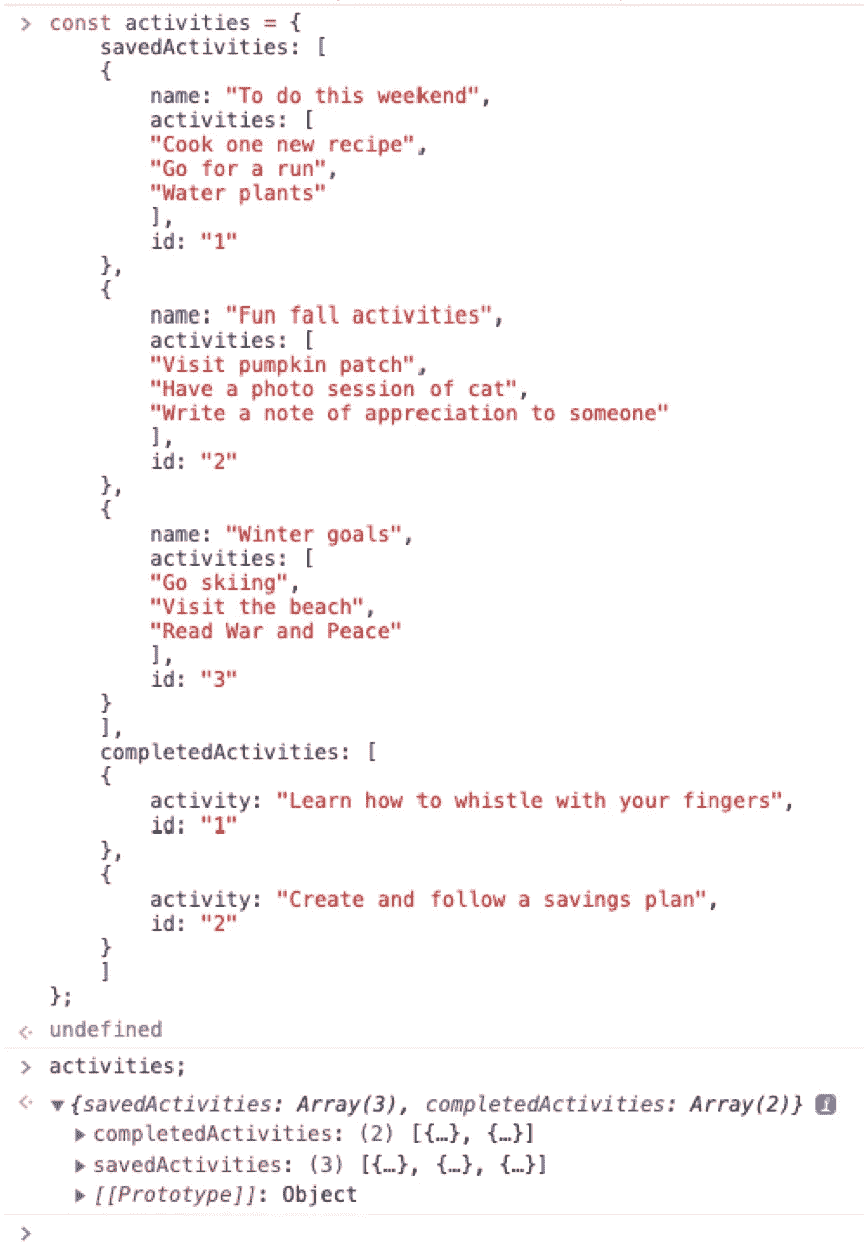 > const activities = {
savedActivities: [
{
name: "To do this weekend",
activities: [
"Cook one new recipe",
"Go for a run",
"Water plants"
],
id: "1"
},
{
name: "Fun fall activities",
activities: [
"Visit pumpkin patch",
"Have a photo session of cat",
"Write a note of appreciation to someone"
],
id: "2"
},
{
name: "Winter goals",
activities: [
"Go skiing",
"Visit the beach",
"Read War and Peace"
],
id: "3"
}
],
completedActivities: [
{
activity: "Learn how to whistle with your fingers",
id: "1"
},
{
activity: "Create and follow a savings plan",
id: "2"
}
]
};
<· undefined
> activities;
<· ▼{savedActivities: Array(3), completedActivities: Array(2)} i
▶completedActivities: (2) [{…}, {…}]
▶savedActivities: (3) [{…}, {…}, {…}]
▶[[Prototype]]: Object
>